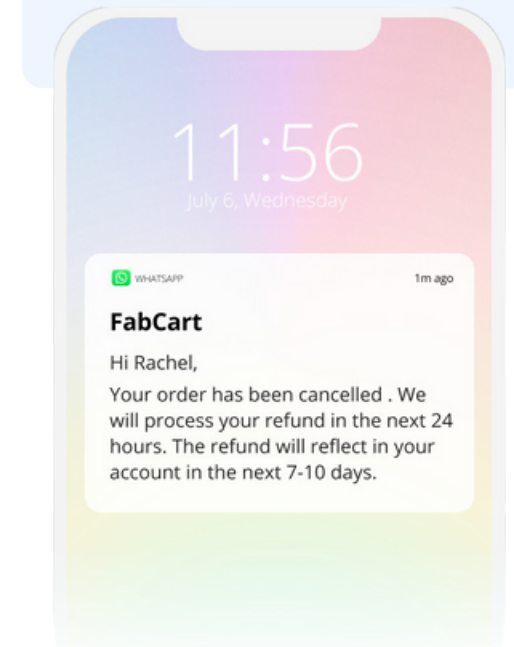 11:56
July 6, Wednesday
WHATSAPP 1m ago
FabCart
Hi Rachel,
Your order has been cancelled . We
will process your refund in the next 24
hours. The refund will reflect in your
account in the next 7-10 days.